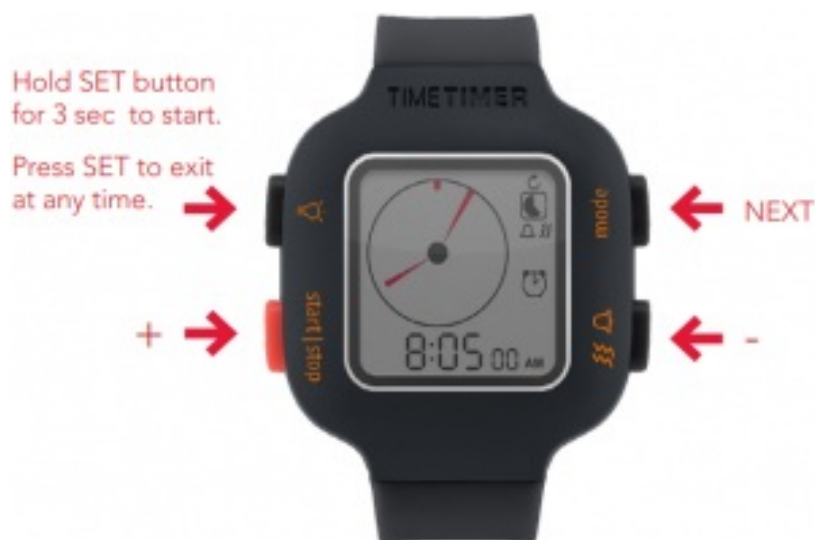 Hold SET button
for 3 sec to start.
Press SET to exit
at any time.
TIMETIMER
mode
NEXT
+
start|stop
-
8:05 00 AM